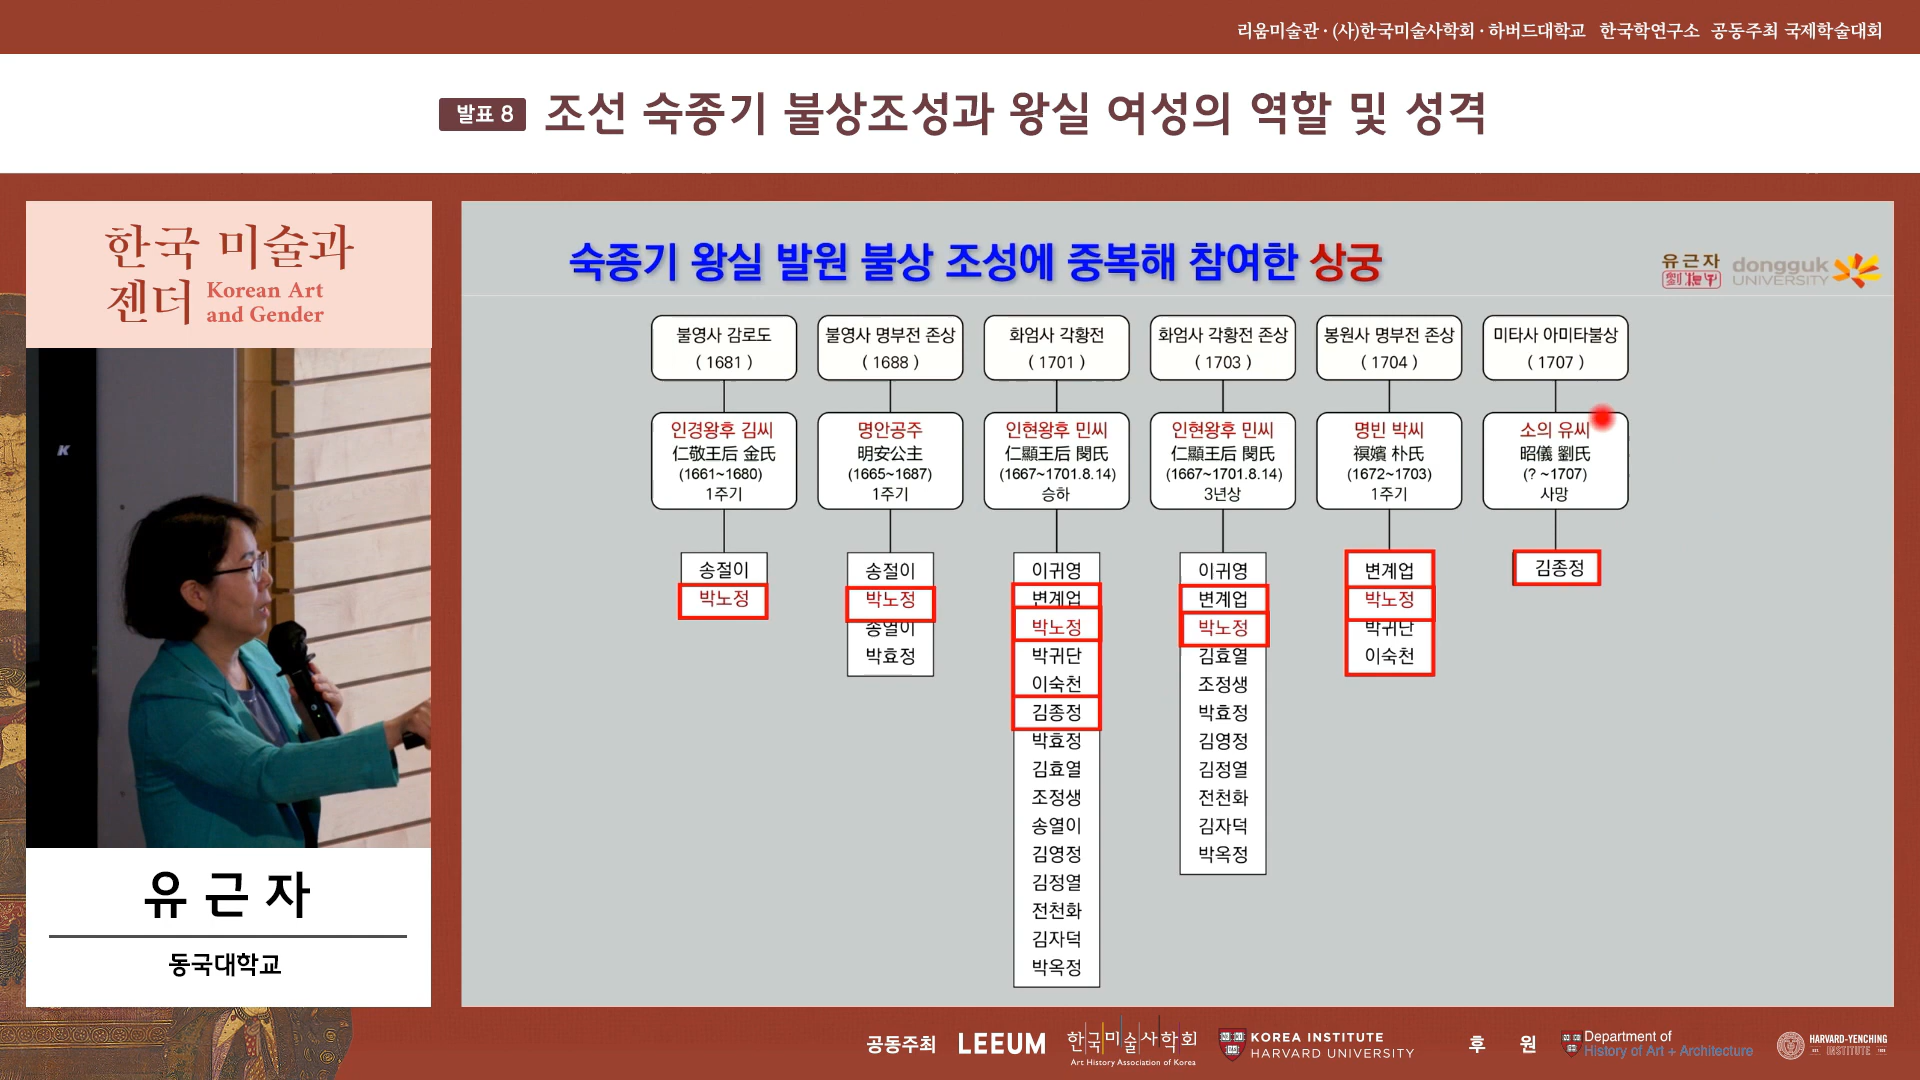 리움미술관 · (사)한국미술사학회 · 하버드대학교 한국학연구소 공동주최 국제학술대회
발표 8 조선 숙종기 불상조성과 왕실 여성의 역할 및 성격
한국 미술과
젠더 Korean Art
and Gender
K
유근자
동국대학교
숙종기 왕실 발원 불상 조성에 중복해 참여한 상궁
유근자
dongguk
UNIVERSITY
불영사 감로도
( 1681 )
인경왕후 김씨
仁敬王后 金氏
(1661~1680)
1주기
송절이
박노정
불영사 명부전 존상
( 1688 )
명안공주
明安公主
(1665~1687)
1주기
송절이
박노정
송열이
박효정
화엄사 각황전
( 1701 )
인현왕후 민씨
仁顯王后 閔氏
(1667~1701.8.14)
승하
이귀영
변계업
박노정
박귀단
이숙천
김종정
박효정
김효열
조정생
송열이
김영정
김정열
전천화
김자덕
박옥정
화엄사 각황전 존상
( 1703 )
인현왕후 민씨
仁顯王后 閔氏
(1667~1701.8.14)
3년상
이귀영
변계업
박노정
김효열
조정생
박효정
김영정
김정열
전천화
김자덕
박옥정
봉원사 명부전 존상
( 1704 )
명빈 박씨
嬪 朴氏
(1672~1703)
1주기
변계업
박노정
박귀단
이숙천
미타사 아미타불상
( 1707 )
소의 유씨
昭儀 劉氏
(? ~1707)
사망
김종정
공동주최 LEEUM 한국미술사학회 KOREA INSTITUTE 후 원 Department of HARVARD-YENCHING
Art History Association of Korea HARVARD UNIVERSITY History of Art + Architecture INSTITUTE